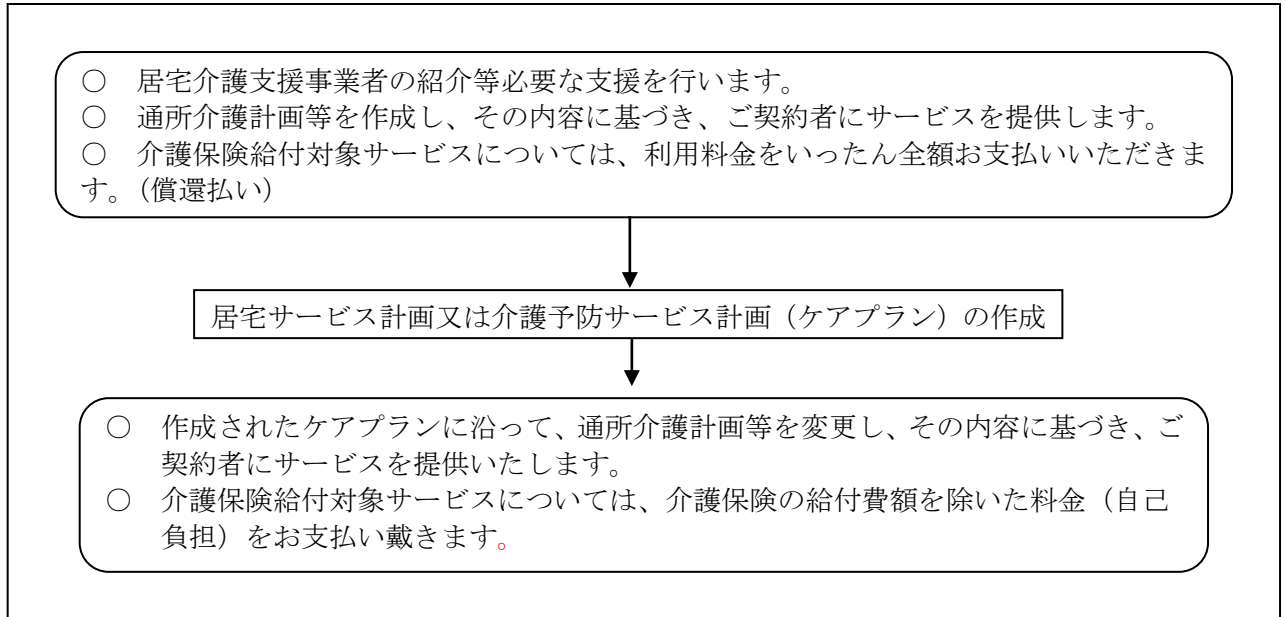 ○　居宅介護支援事業者の紹介等必要な支援を行います。
○　通所介護計画等を作成し、その内容に基づき、ご契約者にサービスを提供します。
○　介護保険給付対象サービスについては、利用料金をいったん全額お支払いいただきま
す。（償還払い）
居宅サービス計画又は介護予防サービス計画（ケアプラン）の作成
○　作成されたケアプランに沿って、通所介護計画等を変更し、その内容に基づき、ご
契約者にサービスを提供いたします。
○　介護保険給付対象サービスについては、介護保険の給付費額を除いた料金（自己
負担）をお支払い戴きます。